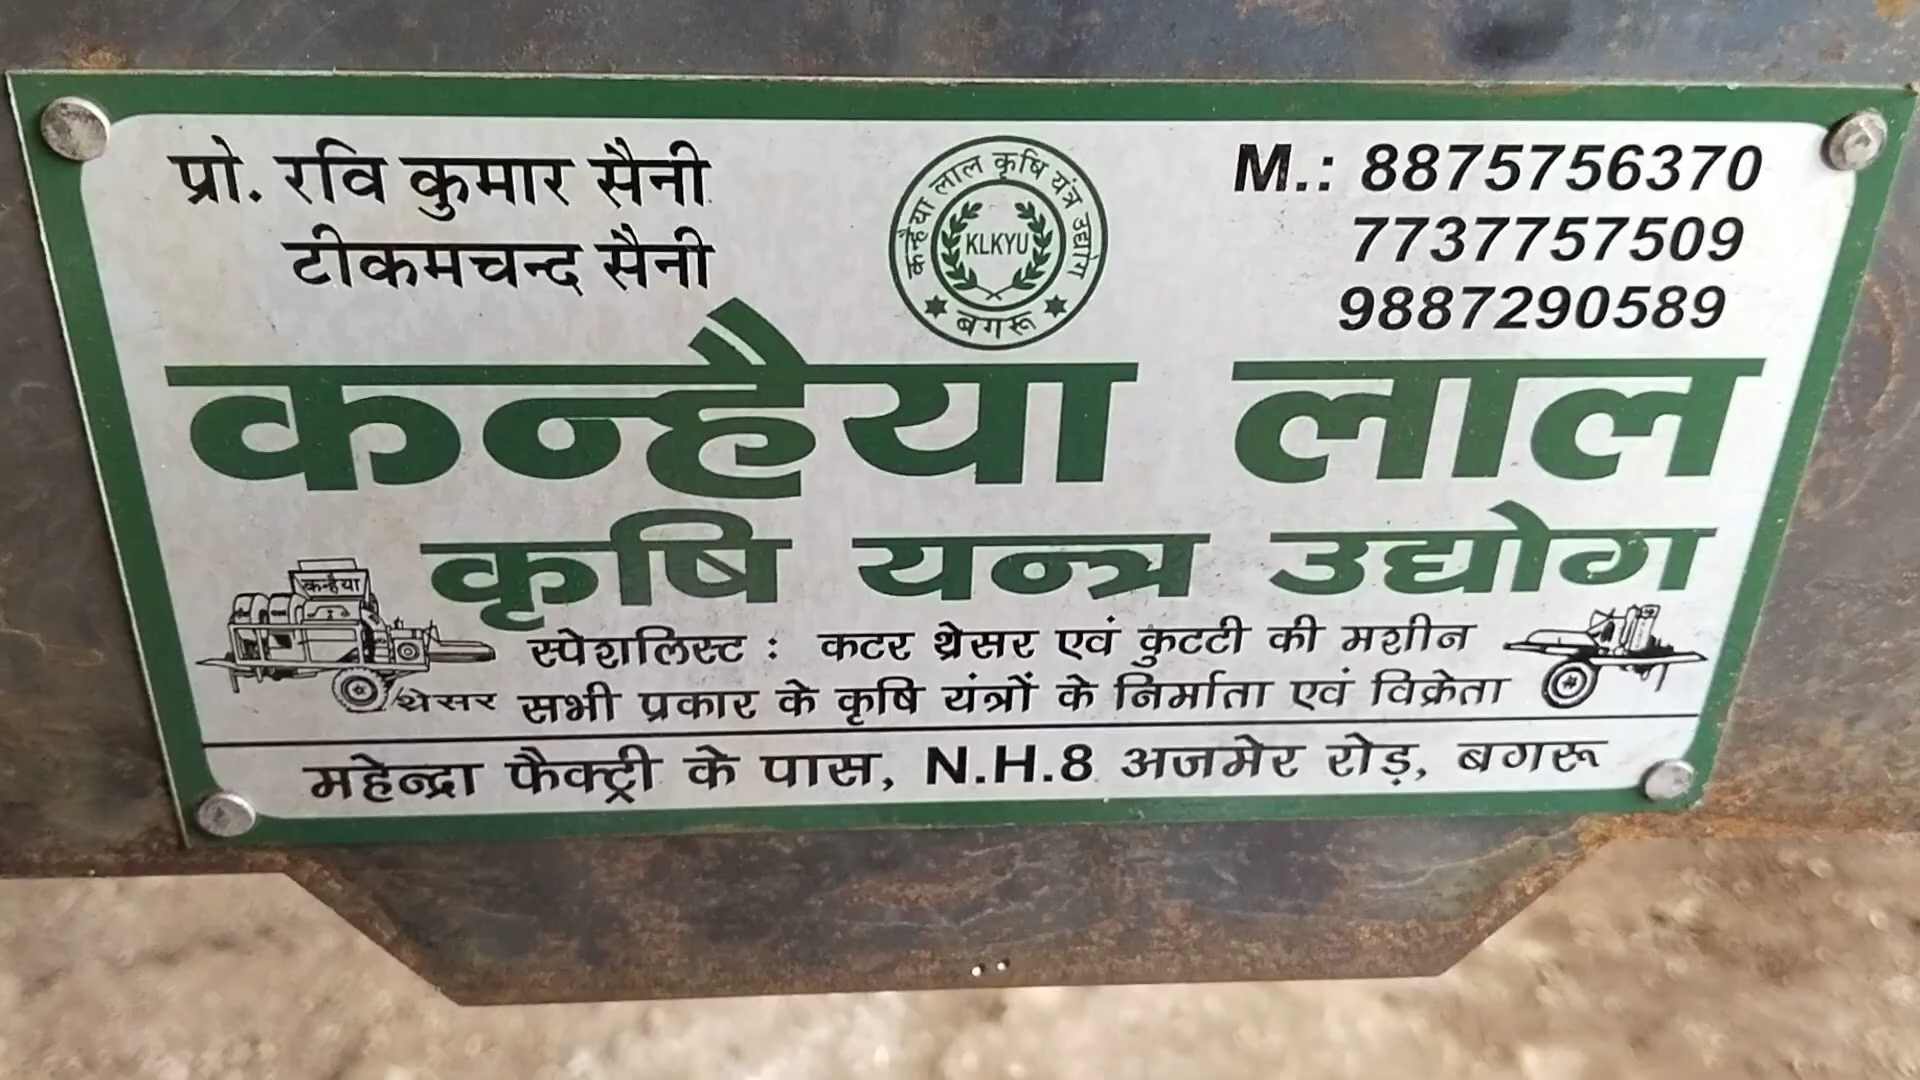 प्रो. रवि कुमार सैनी
टीकमचन्द सैनी
कन्हैया लाल कृषि यंत्र उद्योग
KLKYU
बगरू
M.: 8875756370
7737757509
9887290589
कन्हैया लाल
कृषि यन्त्र उद्योग
कन्हैया
थ्रेसर
स्पेशलिस्ट : कटर थ्रेसर एवं कुटटी की मशीन
सभी प्रकार के कृषि यंत्रों के निर्माता एवं विक्रेता
महेन्द्रा फैक्ट्री के पास, N.H.8 अजमेर रोड़, बगरू